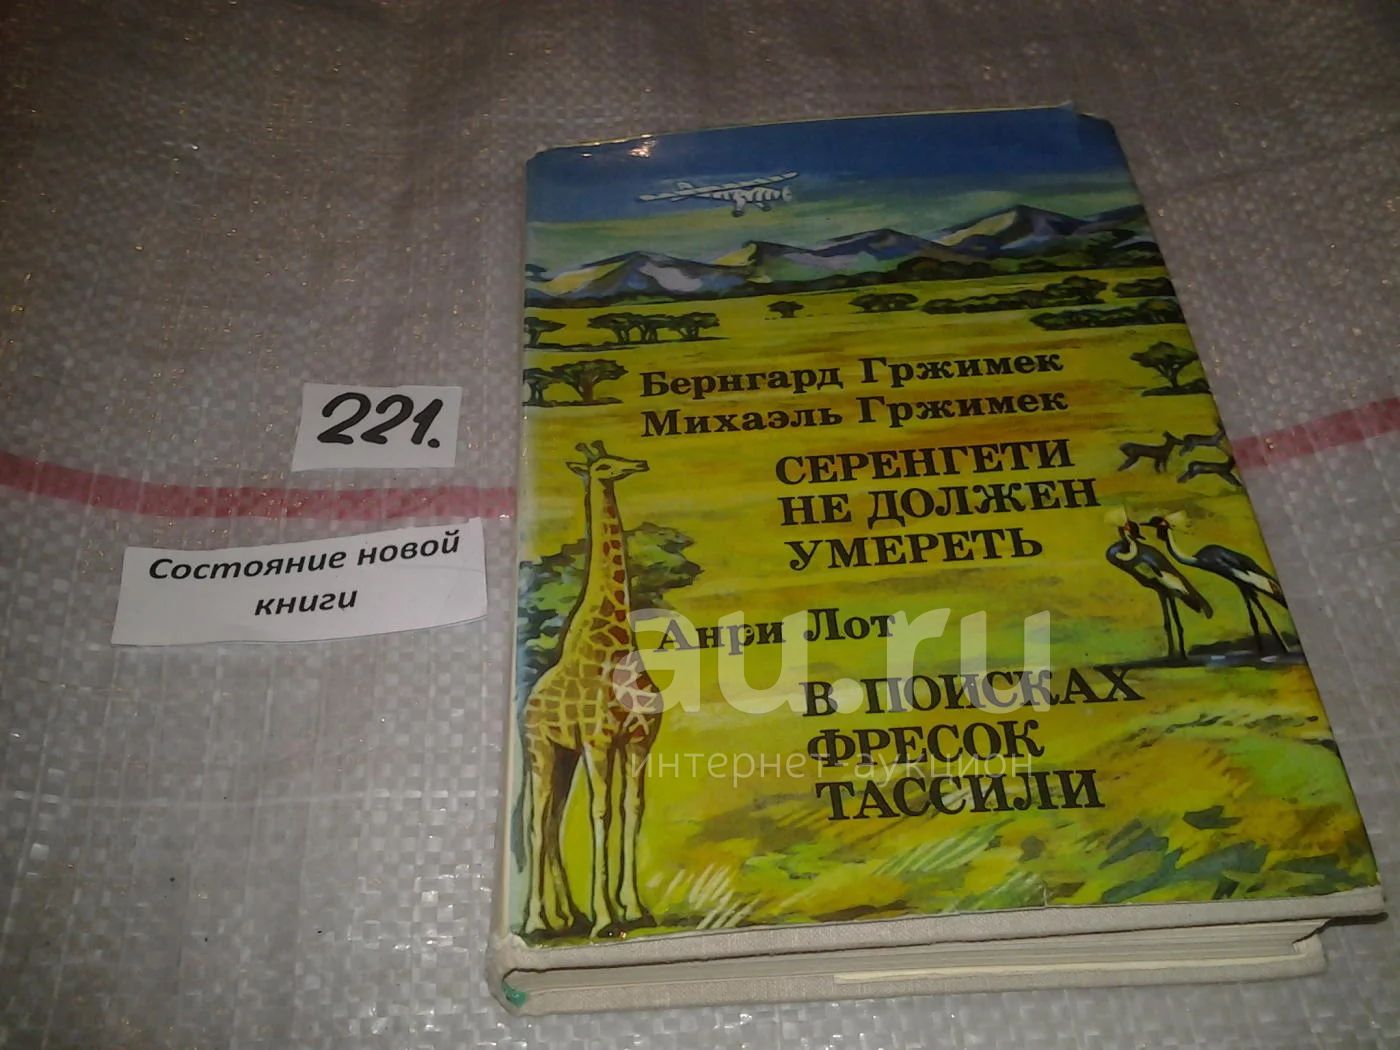 Бернгард Гржимек
Михаэль Гржимек
СЕРЕНГЕТИ
НЕ ДОЛЖЕН
УМЕРЕТЬ
Анри Лот
В ПОИСКАХ
ФРЕСОК
ТАССИЛИ
221.
Состояние новой
книги
au.ru
интернет-аукцион